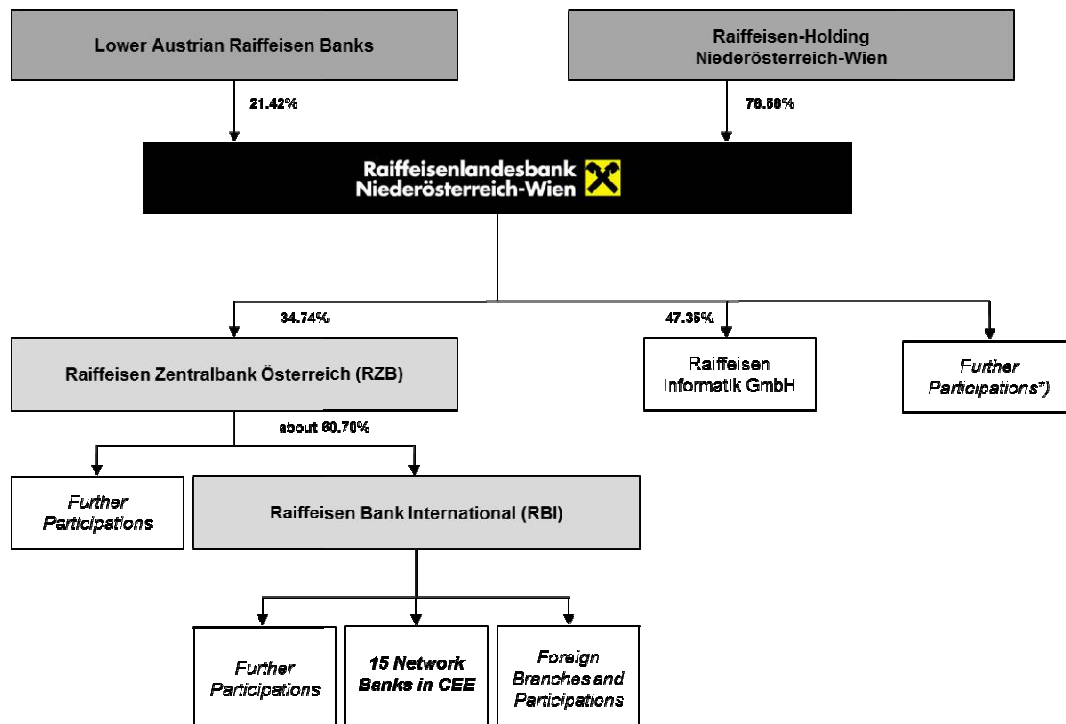 Lower Austrian Raiffeisen Banks
Raiffeisen-Holding
Niederösterreich-Wien
21.42%
78.58%
Raiffeisenlandesbank
Niederösterreich-Wien
34.74%
47.35%
Raiffeisen Zentralbank Österreich (RZB)
Raiffeisen
Informatik GmbH
Further
Participations*)
about 60.70%
Further
Participations
Raiffeisen Bank International (RBI)
Further
Participations
15 Network
Banks in CEE
Foreign
Branches and
Participations